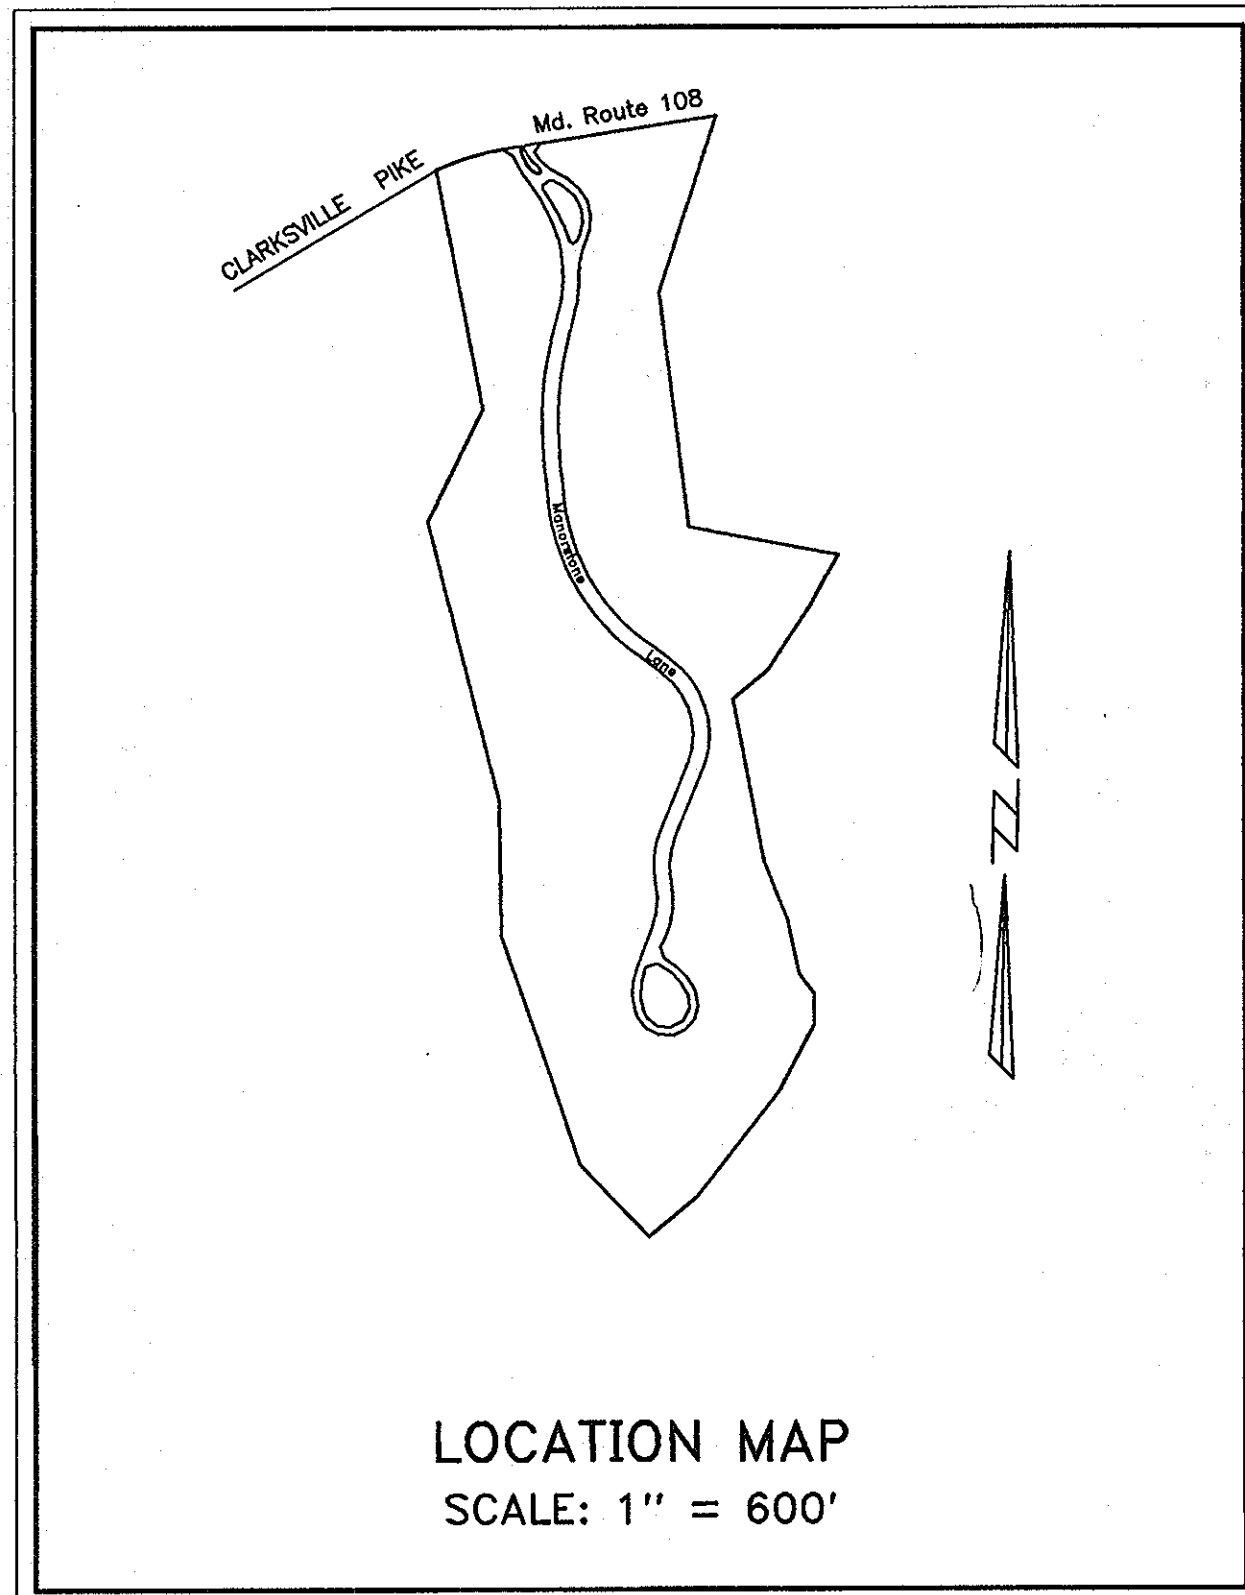 Md. Route 108
CLARKSVILLE PIKE
Manorstone Lane
N
LOCATION MAP
SCALE: 1" = 600'